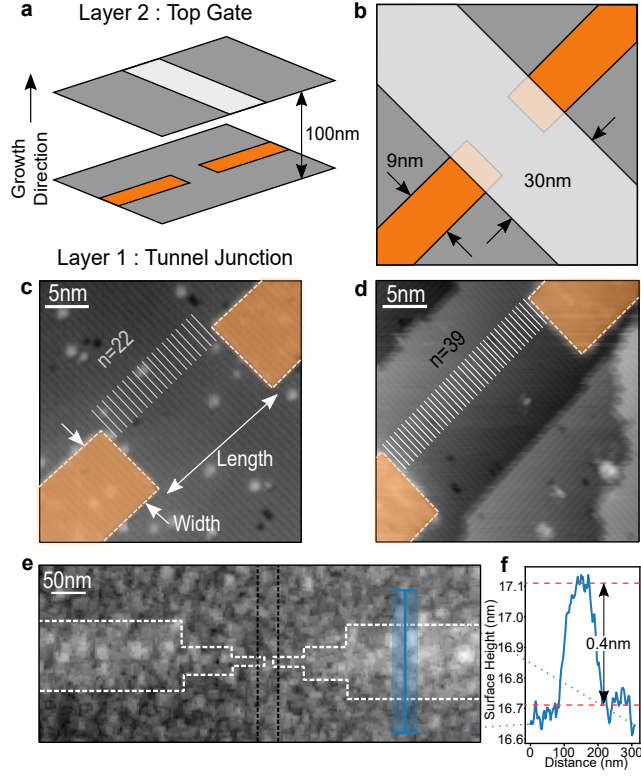 a
Layer 2 : Top Gate
Growth
Direction
100nm
Layer 1 : Tunnel Junction
b
9nm
30nm
c
5nm
n=22
Length
Width
d
5nm
n=39
e
50nm
f
Surface Height (nm)
17.1
17.0
16.9
16.8
16.7
16.6
0.4nm
0
100
200
300
Distance (nm)